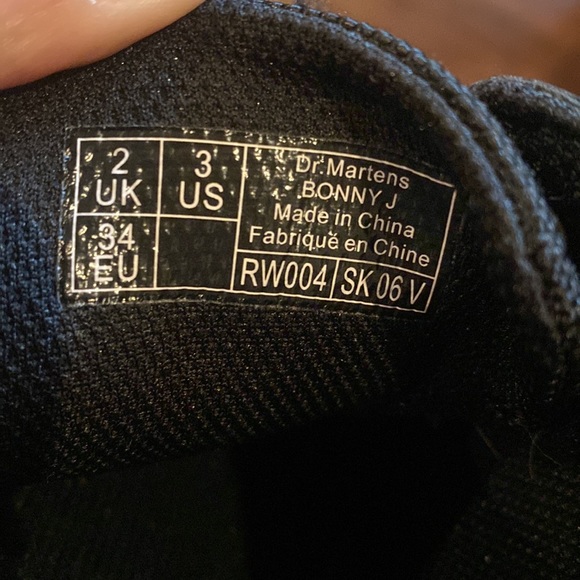 2 UK
3 US
34 EU
Dr.Martens
BONNY J
Made in China
Fabriqué en Chine
RW004 SK 06 V